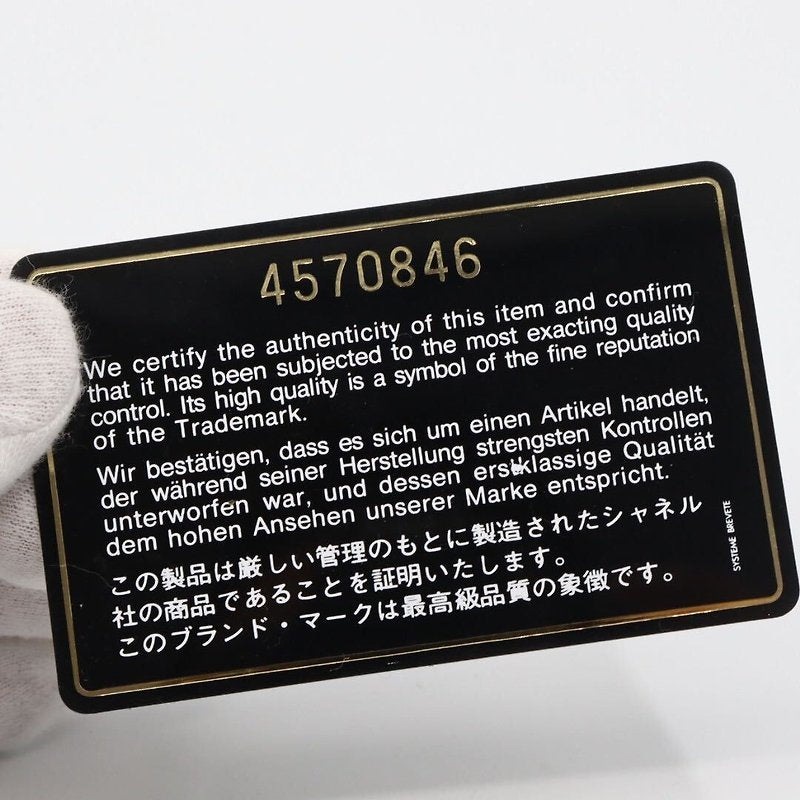 4570846
We certify the authenticity of this item and confirm
that it has been subjected to the most exacting quality
control. Its high quality is a symbol of the fine reputation
of the Trademark.
Wir bestätigen, dass es sich um einen Artikel handelt,
der während seiner Herstellung strengsten Kontrollen
unterworfen war, und dessen erstklassige Qualität
dem hohen Ansehen unserer Marke entspricht.
この製品は厳しい管理のもとに製造されたシャネル
社の商品であることを証明いたします。
このブランド・マークは最高級品質の象徴です。
SYSTEME BREVETE